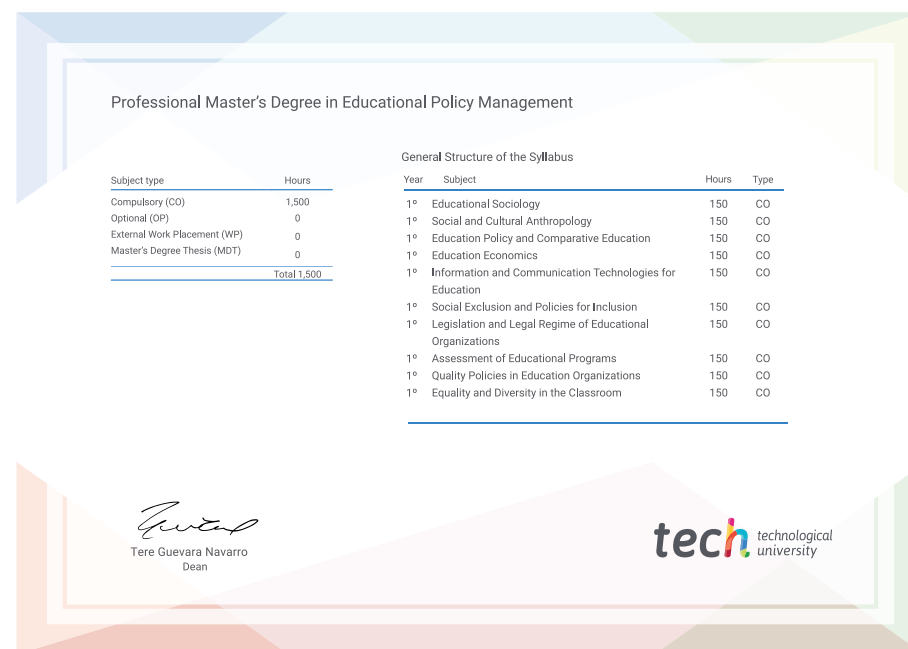 Professional Master's Degree in Educational Policy Management
Subject type Hours
Compulsory (CO) 1,500
Optional (OP) 0
External Work Placement (WP) 0
Master's Degree Thesis (MDT) 0
Total 1,500
General Structure of the Syllabus
Year Subject Hours Type
1º Educational Sociology 150 CO
1º Social and Cultural Anthropology 150 CO
1º Education Policy and Comparative Education 150 CO
1º Education Economics 150 CO
1º Information and Communication Technologies for 150 CO
Education
1º Social Exclusion and Policies for Inclusion 150 CO
1º Legislation and Legal Regime of Educational 150 CO
Organizations
1º Assessment of Educational Programs 150 CO
1º Quality Policies in Education Organizations 150 CO
1º Equality and Diversity in the Classroom 150 CO
Tere Guevara Navarro
Dean
tech technological
university